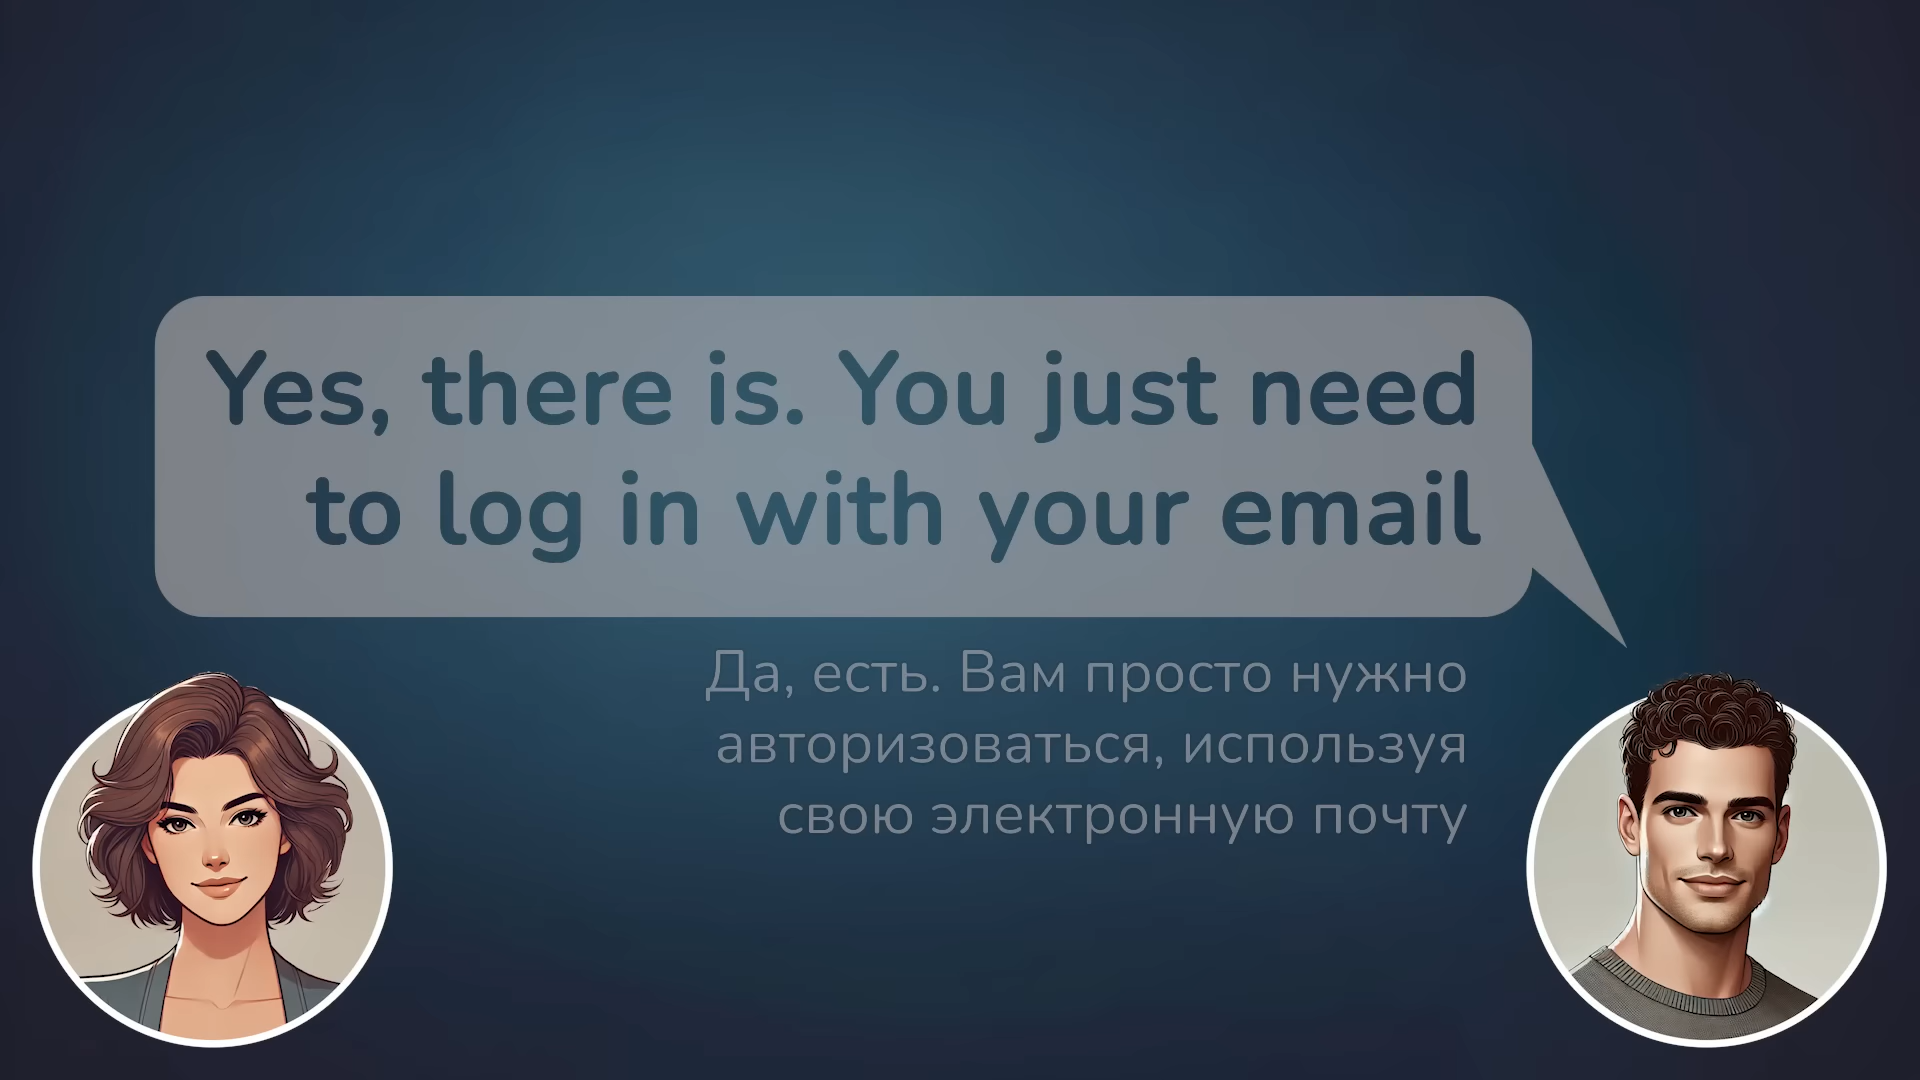 Yes, there is. You just need
to log in with your email
Да, есть. Вам просто нужно
авторизоваться, используя
свою электронную почту